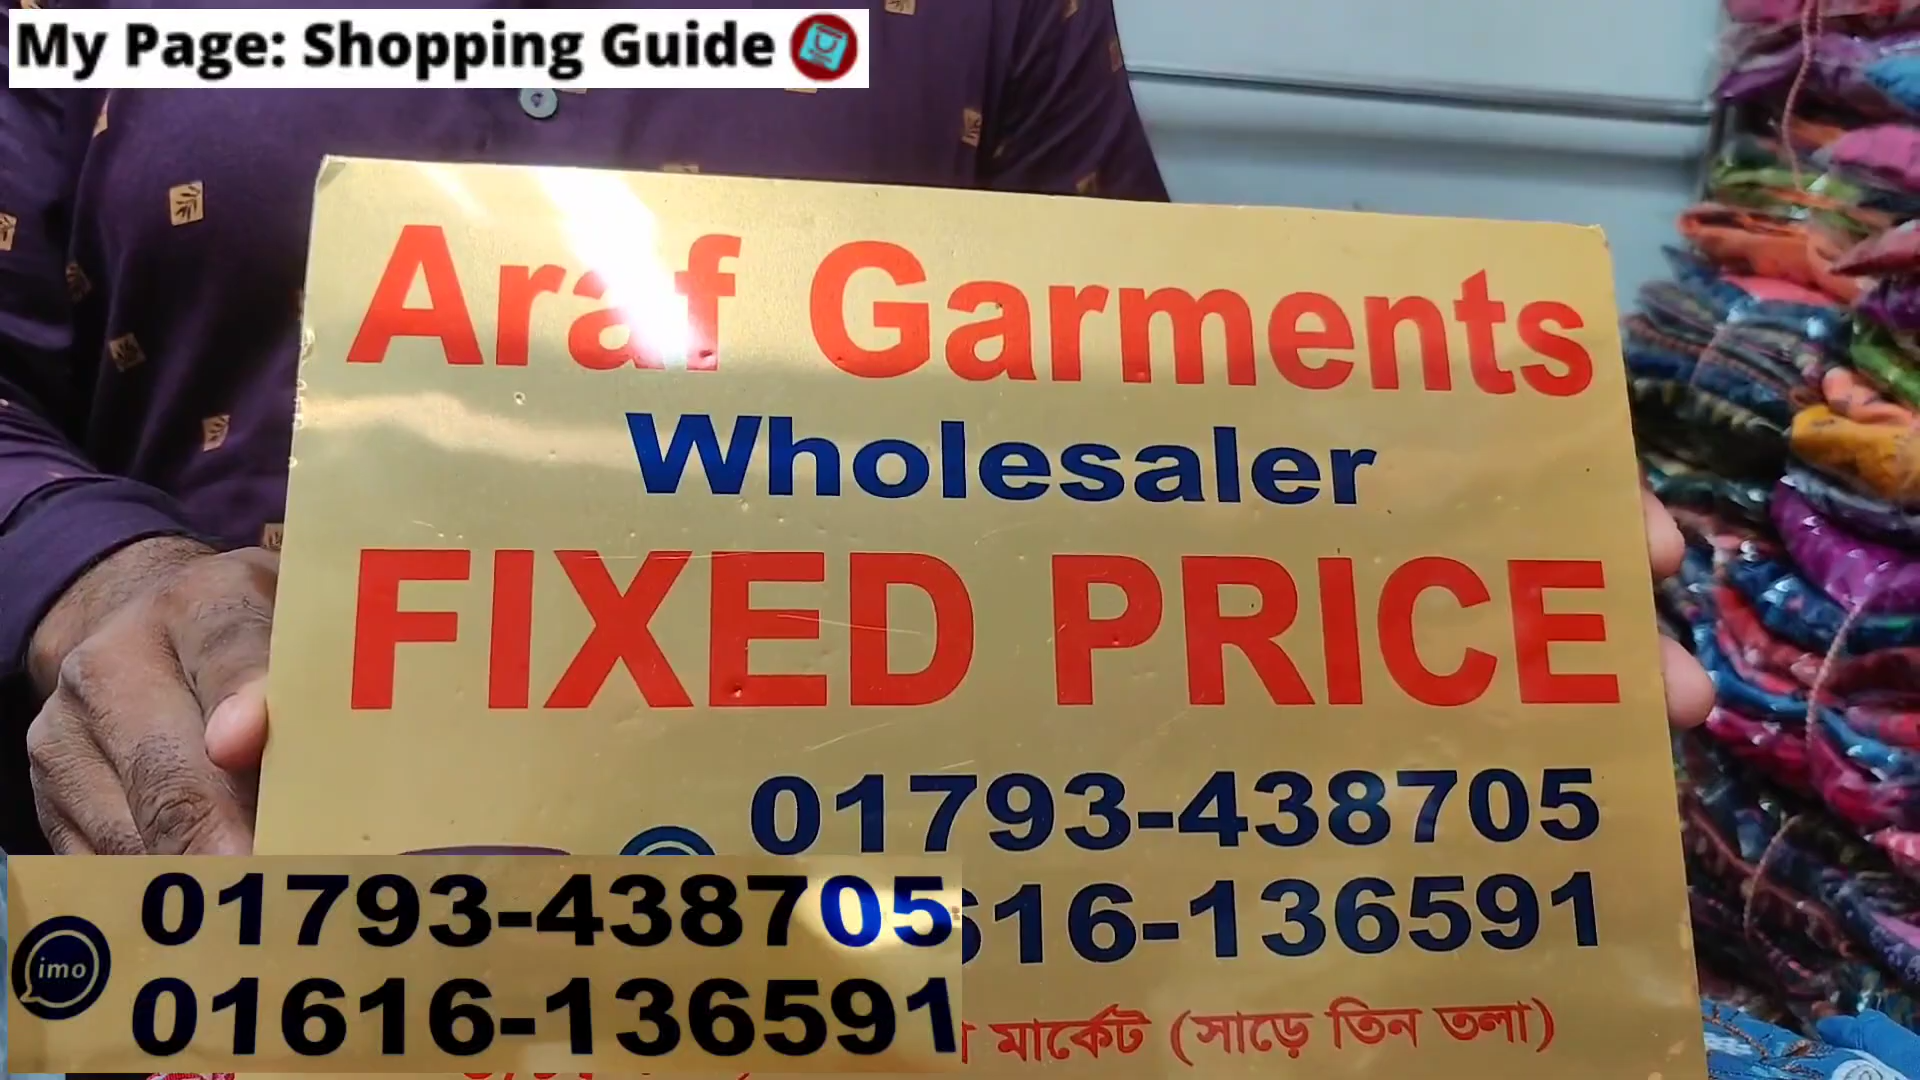 My Page: Shopping Guide
Araf Garments
Wholesaler
FIXED PRICE
01793-438705
616-136591
01793-438705
imo
01616-136591
মার্কেট (সাড়ে তিন তলা)